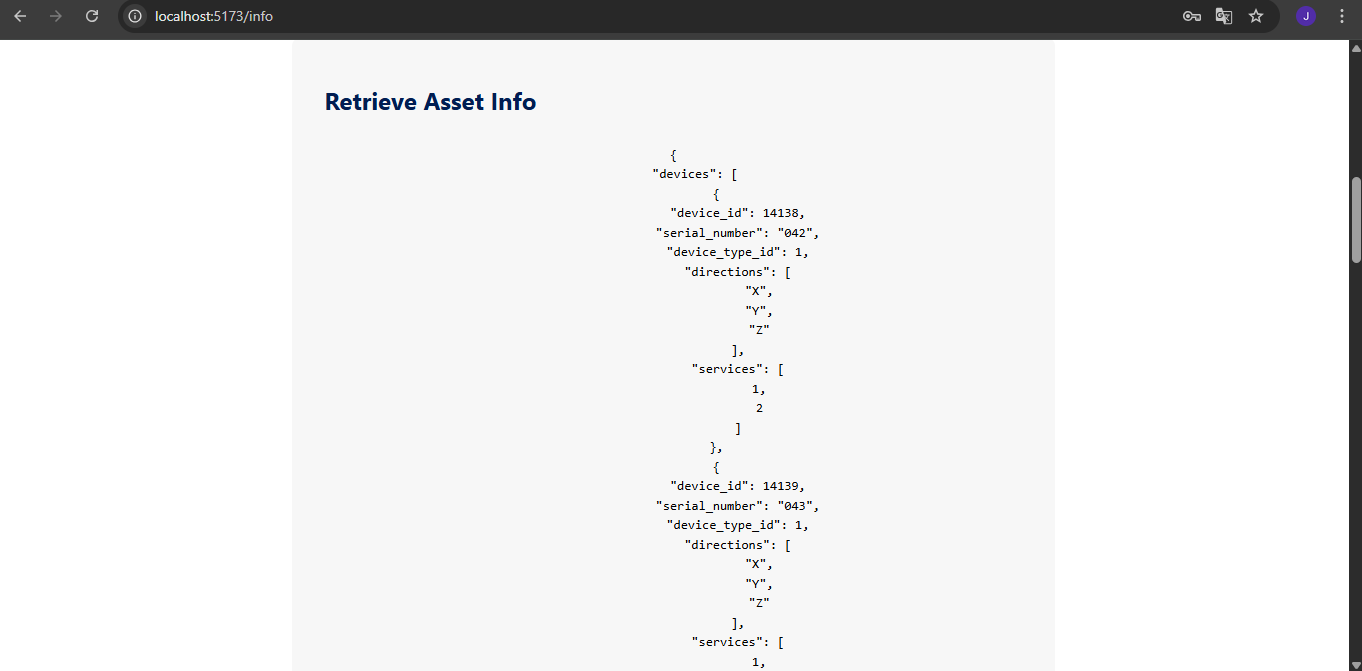 localhost:5173/info
J
Retrieve Asset Info
{
"devices": [
{
"device_id": 14138,
"serial_number": "042",
"device_type_id": 1,
"directions": [
"X",
"Y",
"Z"
],
"services": [
1,
2
]
},
{
"device_id": 14139,
"serial_number": "043",
"device_type_id": 1,
"directions": [
"X",
"Y",
"Z"
],
"services": [
1,